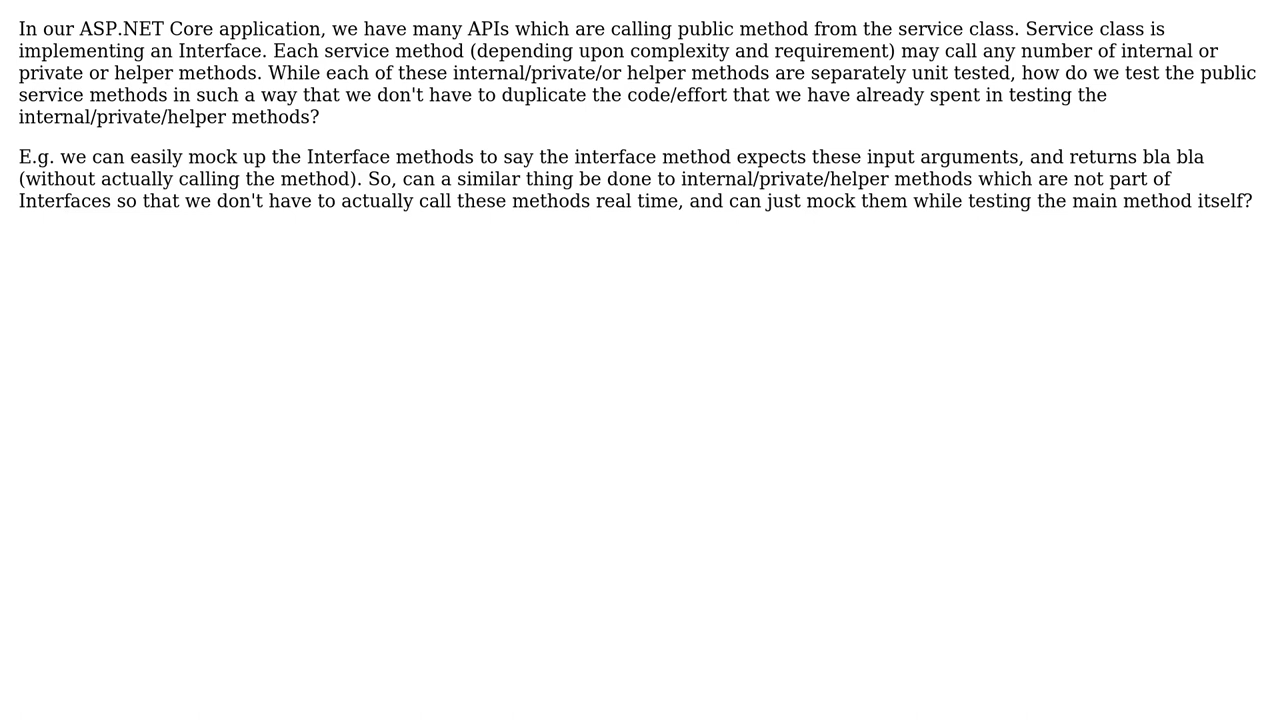 In our ASP.NET Core application, we have many APIs which are calling public method from the service class. Service class is
implementing an Interface. Each service method (depending upon complexity and requirement) may call any number of internal or
private or helper methods. While each of these internal/private/or helper methods are separately unit tested, how do we test the public
service methods in such a way that we don't have to duplicate the code/effort that we have already spent in testing the
internal/private/helper methods?
E.g. we can easily mock up the Interface methods to say the interface method expects these input arguments, and returns bla bla
(without actually calling the method). So, can a similar thing be done to internal/private/helper methods which are not part of
Interfaces so that we don't have to actually call these methods real time, and can just mock them while testing the main method itself?